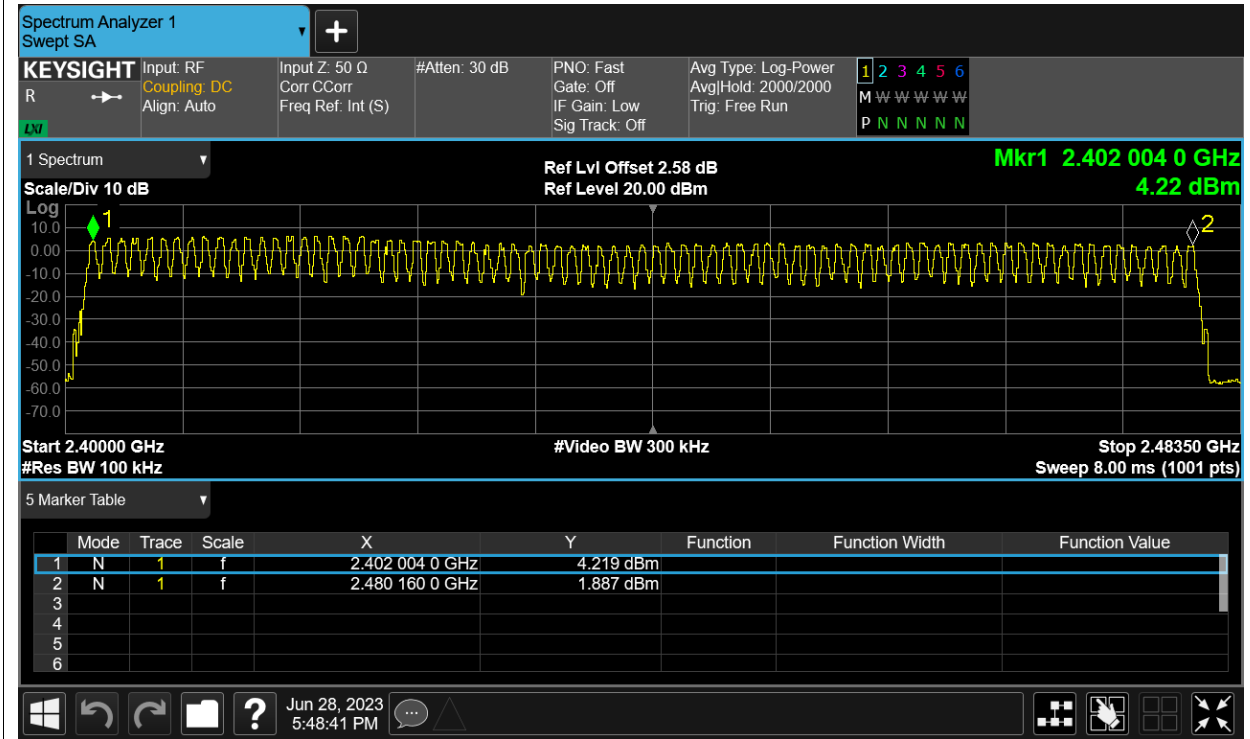 Spectrum Analyzer 1
Swept SA
+
KEYSIGHT
R
LXI
Input: RF
Coupling: DC
Align: Auto
Input Z: 50 Ω
Corr CCorr
Freq Ref: Int (S)
#Atten: 30 dB
PNO: Fast
Gate: Off
IF Gain: Low
Sig Track: Off
Avg Type: Log-Power
Avg|Hold: 2000/2000
Trig: Free Run
1 2 3 4 5 6
M W W W W W
P N N N N N
1 Spectrum
Scale/Div 10 dB
Ref Lvl Offset 2.58 dB
Ref Level 20.00 dBm
Mkr1 2.402 004 0 GHz
4.22 dBm
Log
10.0
0.00
-10.0
-20.0
-30.0
-40.0
-50.0
-60.0
-70.0
1
2
Start 2.40000 GHz
#Res BW 100 kHz
#Video BW 300 kHz
Stop 2.48350 GHz
Sweep 8.00 ms (1001 pts)
5 Marker Table
Mode Trace Scale X Y Function Function Width Function Value
1 N 1 f 2.402 004 0 GHz 4.219 dBm
2 N 1 f 2.480 160 0 GHz 1.887 dBm
3
4
5
6
?
Jun 28, 2023
5:48:41 PM